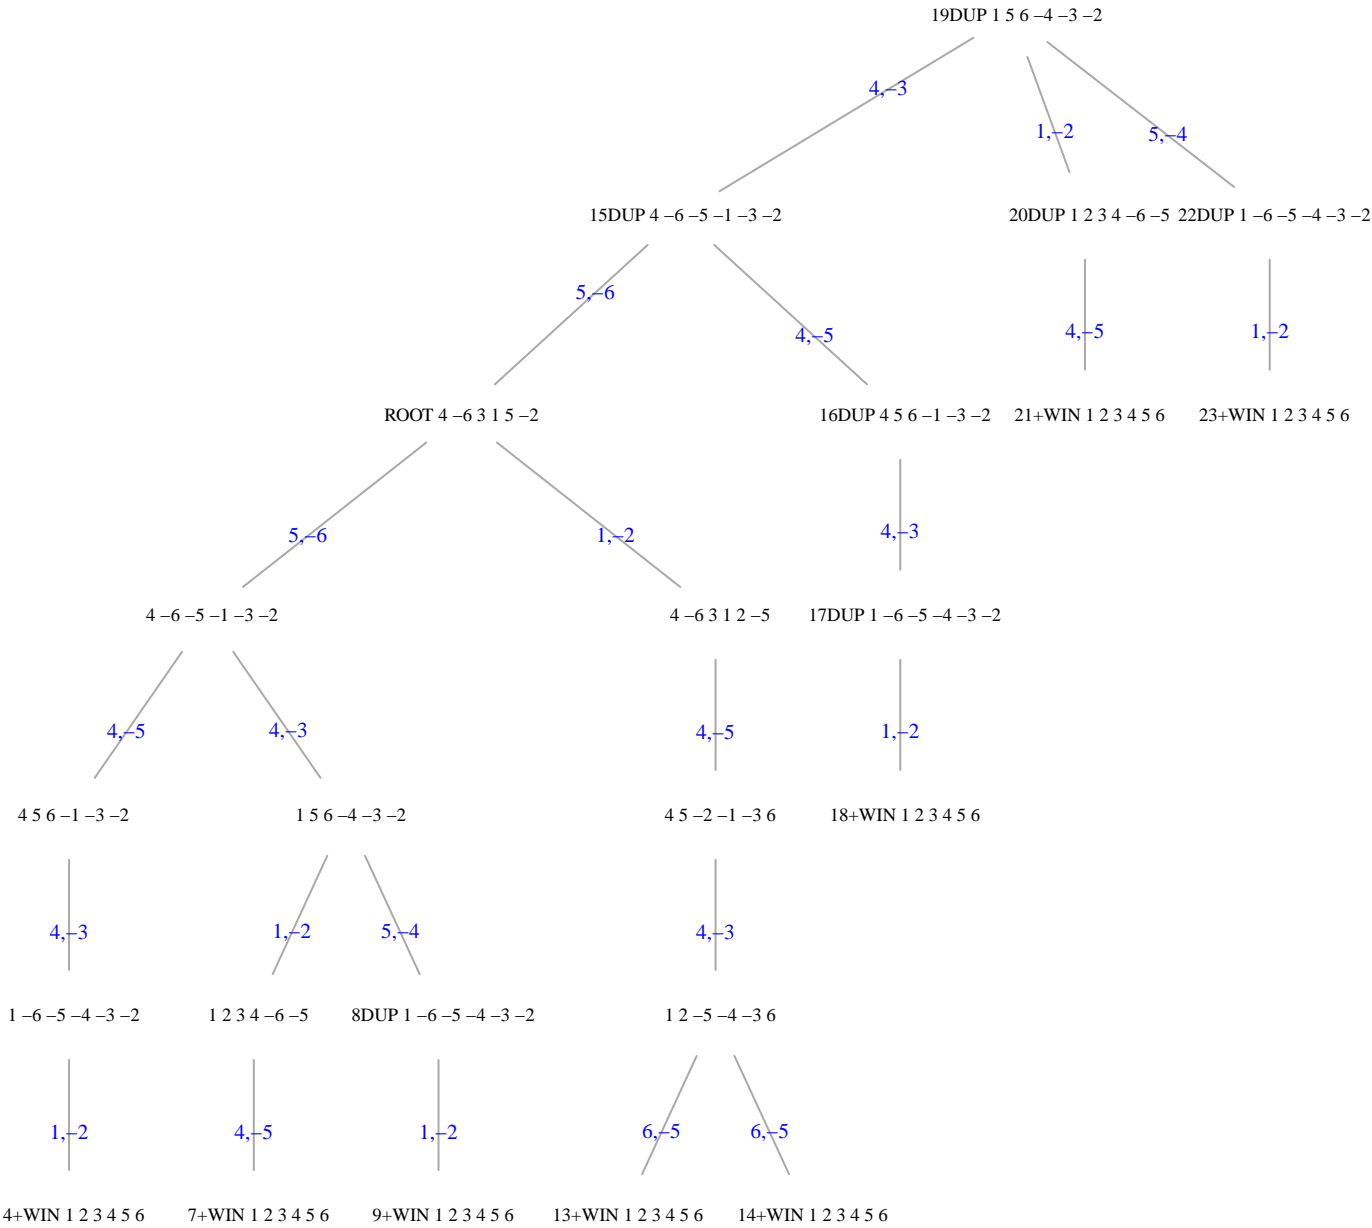 19DUP 1 5 6 –4 –3 –2
4,–3
1,–2
5,–4
15DUP 4 –6 –5 –1 –3 –2
20DUP 1 2 3 4 –6 –5
22DUP 1 –6 –5 –4 –3 –2
5,–6
4,–5
4,–5
1,–2
ROOT 4 –6 3 1 5 –2
16DUP 4 5 6 –1 –3 –2
21+WIN 1 2 3 4 5 6
23+WIN 1 2 3 4 5 6
5,–6
1,–2
4,–3
4 –6 –5 –1 –3 –2
4 –6 3 1 2 –5
17DUP 1 –6 –5 –4 –3 –2
4,–5
4,–3
4,–5
1,–2
4 5 6 –1 –3 –2
1 5 6 –4 –3 –2
4 5 –2 –1 –3 6
18+WIN 1 2 3 4 5 6
4,–3
1,–2
5,–4
4,–3
1 –6 –5 –4 –3 –2
1 2 3 4 –6 –5
8DUP 1 –6 –5 –4 –3 –2
1 2 –5 –4 –3 6
1,–2
4,–5
1,–2
6,–5
6,–5
4+WIN 1 2 3 4 5 6
7+WIN 1 2 3 4 5 6
9+WIN 1 2 3 4 5 6
13+WIN 1 2 3 4 5 6
14+WIN 1 2 3 4 5 6